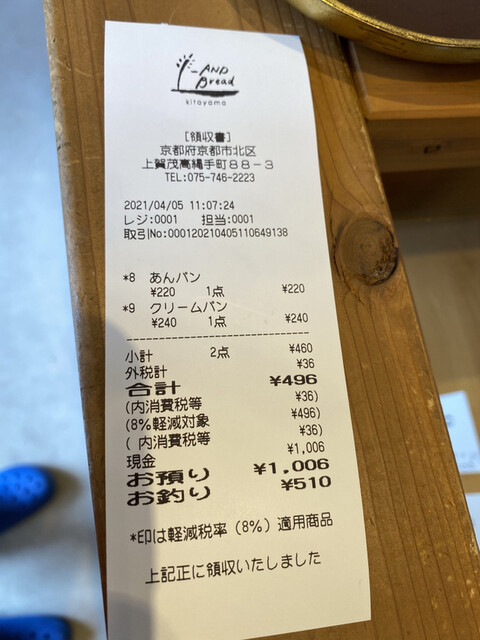 AND
Bread
kitayama
[領収書]
京都府京都市北区
上賀茂高縄手町88-3
TEL:075-746-2223
2021/04/05 11:07:24
レジ:0001 担当:0001
取引No:000120210405110649138
*8 あんパン
¥220 1点 ¥220
*9 クリームパン
¥240 1点 ¥240
小計 2点 ¥460
外税計 ¥36
合計 ¥496
(内消費税等 ¥36)
(8%軽減対象 ¥496)
( 内消費税等 ¥36)
現金 ¥1,006
お預り ¥1,006
お釣り ¥510
*印は軽減税率(8%)適用商品
上記正に領収いたしました